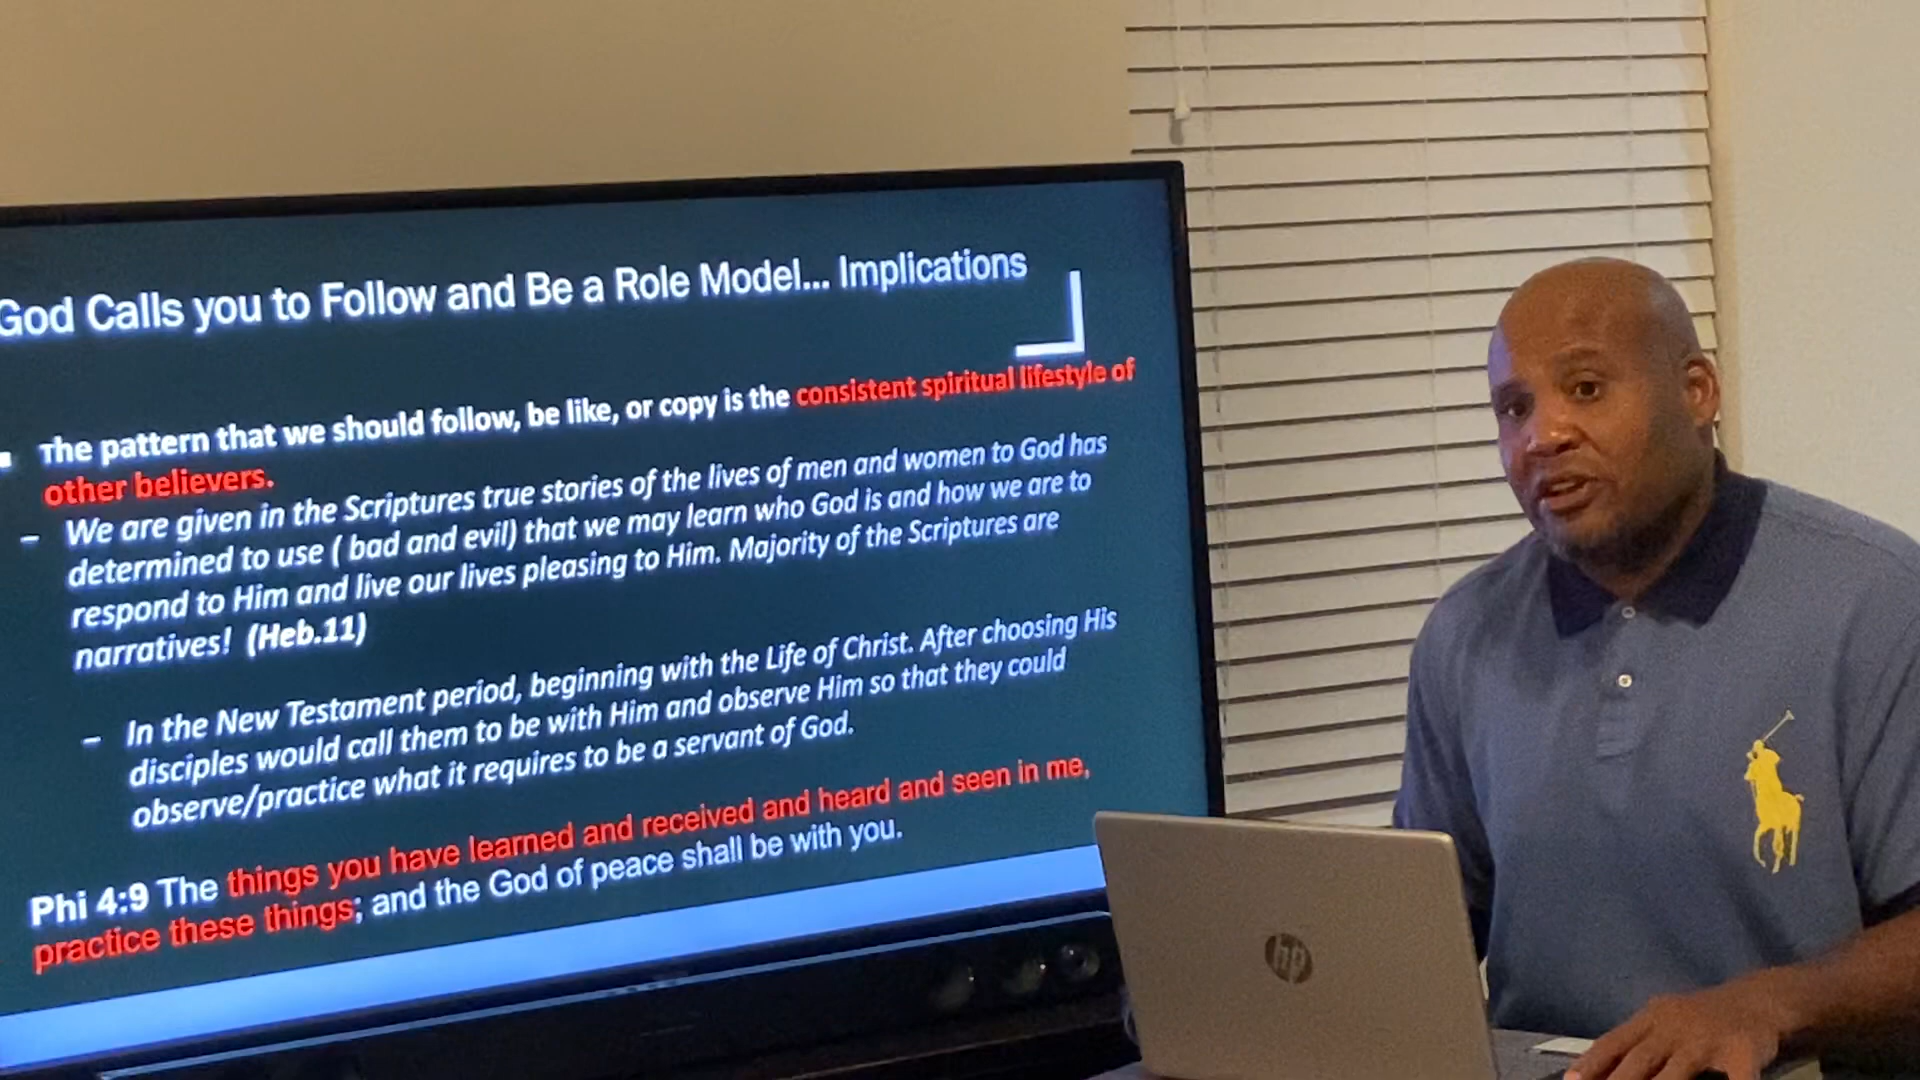 God Calls you to Follow and Be a Role Model... Implications
The pattern that we should follow, be like, or copy is the consistent spiritual lifestyle of
other believers.
– We are given in the Scriptures true stories of the lives of men and women to God has
determined to use ( bad and evil) that we may learn who God is and how we are to
respond to Him and live our lives pleasing to Him. Majority of the Scriptures are
narratives! (Heb.11)
– In the New Testament period, beginning with the Life of Christ. After choosing His
disciples would call them to be with Him and observe Him so that they could
observe/practice what it requires to be a servant of God.
Phi 4:9 The things you have learned and received and heard and seen in me,
practice these things; and the God of peace shall be with you.
hp